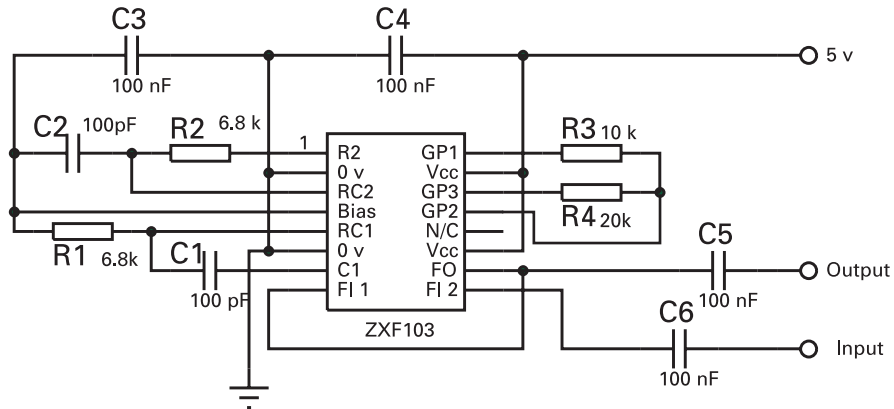 C3
C4
100 nF
100 nF
5 v
C2
100pF
R2
6.8 k
1
R3 10 k
R4 20k
R1
6.8k
C1
100 pF
R2
0 v
RC2
Bias
RC1
0 v
C1
FI 1
GP1
Vcc
GP3
GP2
N/C
Vcc
FO
FI 2
ZXF103
C5
100 nF
Output
C6
100 nF
Input